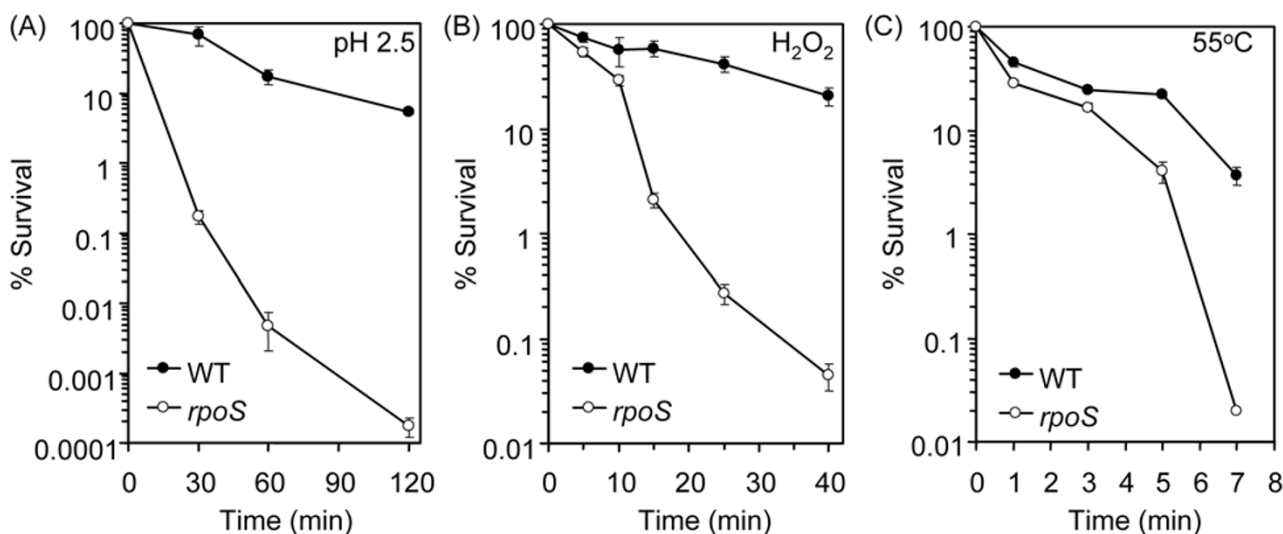 (A)
pH 2.5
% Survival
100
10
1
0.1
0.01
0.001
0.0001
WT
rpoS
0 30 60 90 120
Time (min)
(B)
H₂O₂
% Survival
100
10
1
0.1
0.01
WT
rpoS
0 10 20 30 40
Time (min)
(C)
55°C
% Survival
100
10
1
0.1
0.01
WT
rpoS
0 1 2 3 4 5 6 7 8
Time (min)